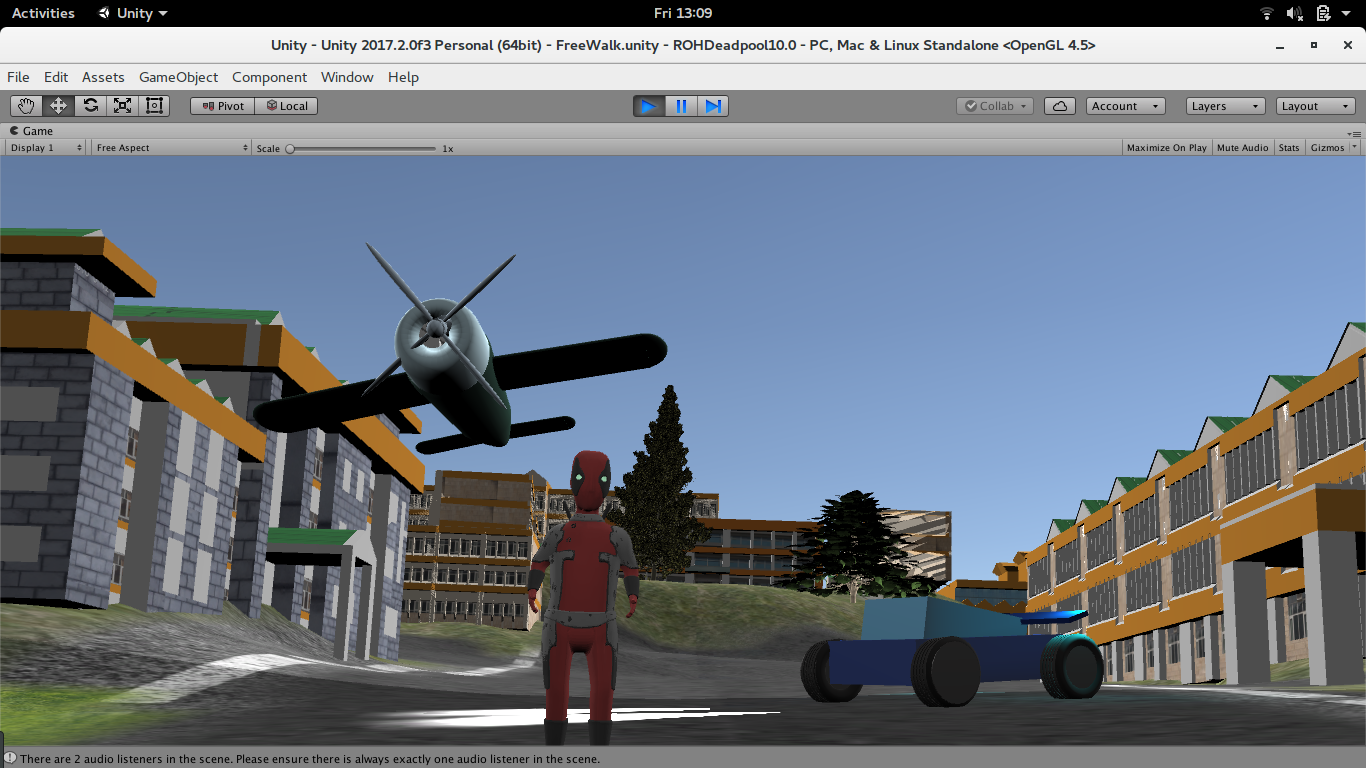 Activities Unity Fri 13:09
Unity - Unity 2017.2.0f3 Personal (64bit) - FreeWalk.unity - ROHDeadpool10.0 - PC, Mac & Linux Standalone <OpenGL 4.5>
File Edit Assets GameObject Component Window Help
Pivot Local Collab Account Layers Layout
Game
Display 1 Free Aspect Scale 1x Maximize On Play Mute Audio Stats Gizmos
There are 2 audio listeners in the scene. Please ensure there is always exactly one audio listener in the scene.